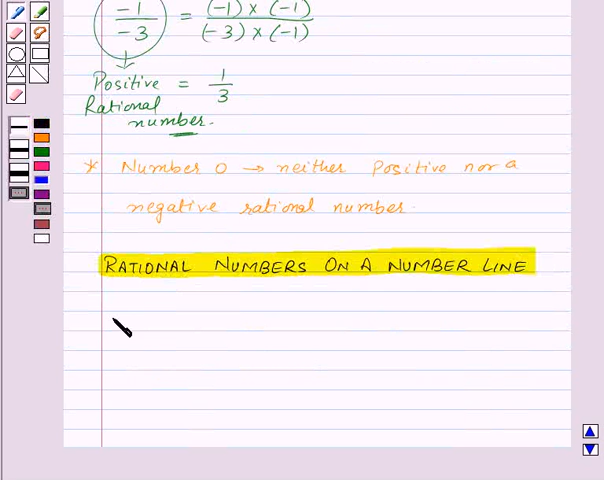 -1 / -3 = (-1) × (-1) / (-3) × (-1)
Positive = 1/3
Rational
number.
* Number 0 → neither Positive nor a
negative rational number.
RATIONAL NUMBERS ON A NUMBER LINE